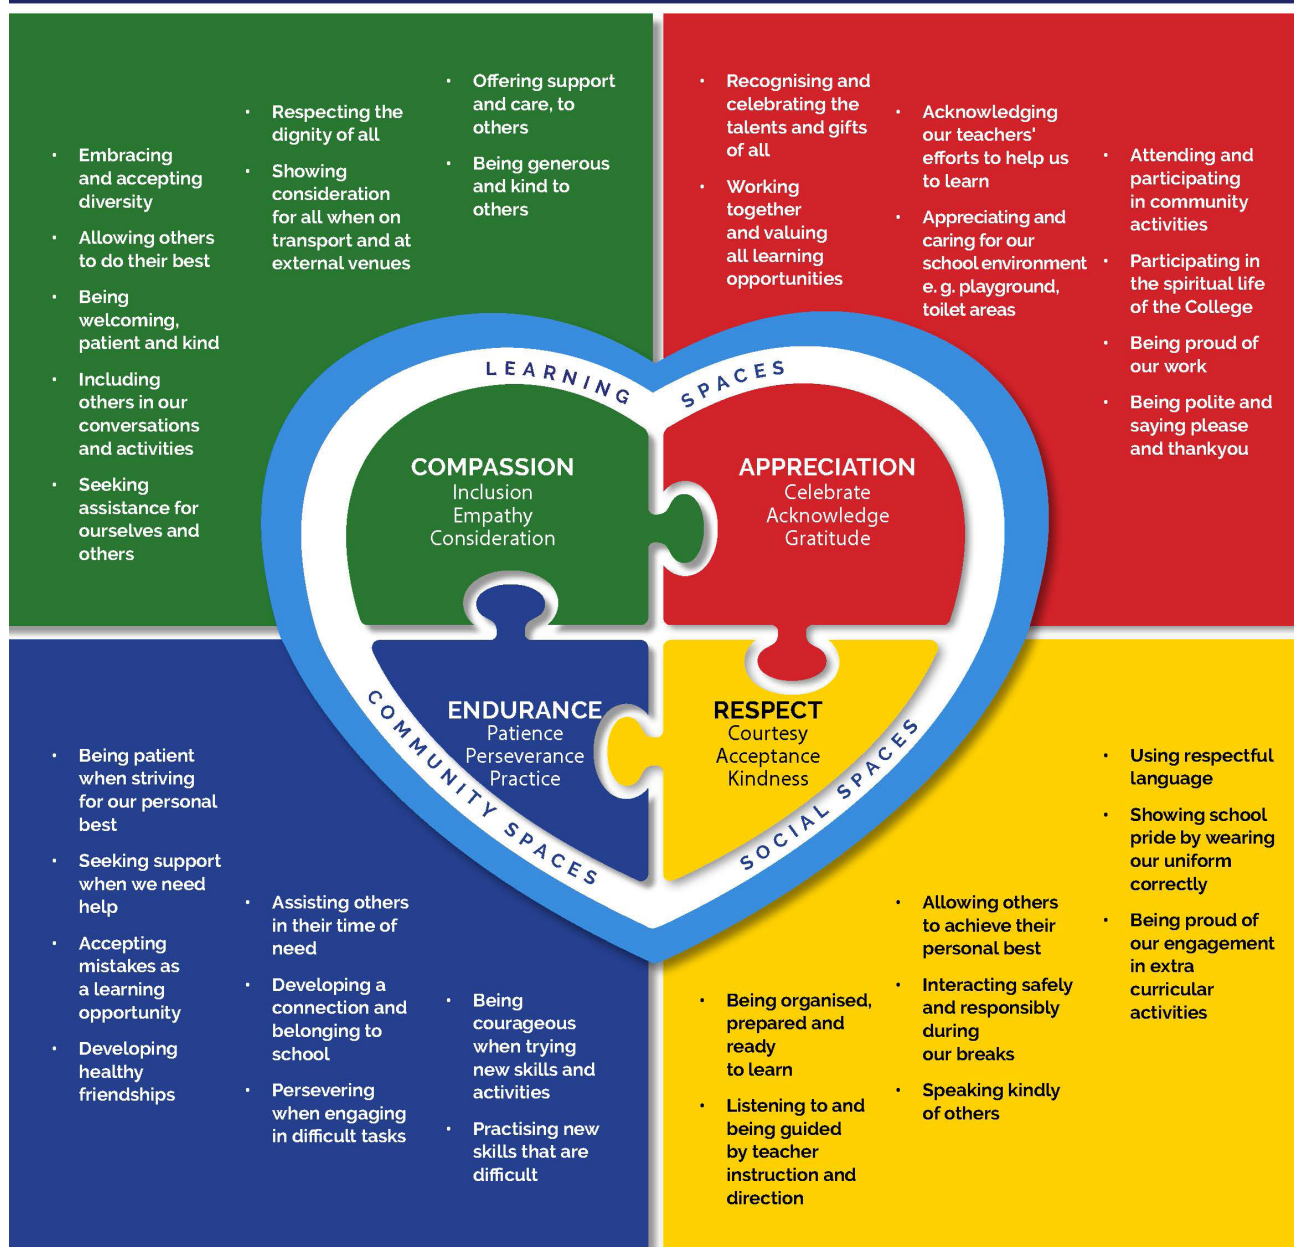 • Embracing
and accepting
diversity
• Allowing others
to do their best
• Being
welcoming,
patient and kind
• Including
others in our
conversations
and activities
• Seeking
assistance for
ourselves and
others
• Respecting the
dignity of all
• Showing
consideration
for all when on
transport and at
external venues
• Offering support
and care, to
others
• Being generous
and kind to
others
• Recognising and
celebrating the
talents and gifts
of all
• Working
together
and valuing
all learning
opportunities
• Acknowledging
our teachers'
efforts to help us
to learn
• Appreciating and
caring for our
school environment
e. g. playground,
toilet areas
• Attending and
participating
in community
activities
• Participating in
the spiritual life
of the College
• Being proud of
our work
• Being polite and
saying please
and thankyou
LEARNING SPACES
COMPASSION
Inclusion
Empathy
Consideration
APPRECIATION
Celebrate
Acknowledge
Gratitude
ENDURANCE
Patience
Perseverance
Practice
RESPECT
Courtesy
Acceptance
Kindness
COMMUNITY SPACES
SOCIAL SPACES
• Being patient
when striving
for our personal
best
• Seeking support
when we need
help
• Accepting
mistakes as
a learning
opportunity
• Developing
healthy
friendships
• Assisting others
in their time of
need
• Developing a
connection and
belonging to
school
• Persevering
when engaging
in difficult tasks
• Being
courageous
when trying
new skills and
activities
• Practising new
skills that are
difficult
• Being organised,
prepared and
ready
to learn
• Listening to and
being guided
by teacher
instruction and
direction
• Allowing others
to achieve their
personal best
• Interacting safely
and responsibly
during
our breaks
• Speaking kindly
of others
• Using respectful
language
• Showing school
pride by wearing
our uniform
correctly
• Being proud of
our engagement
in extra
curricular
activities